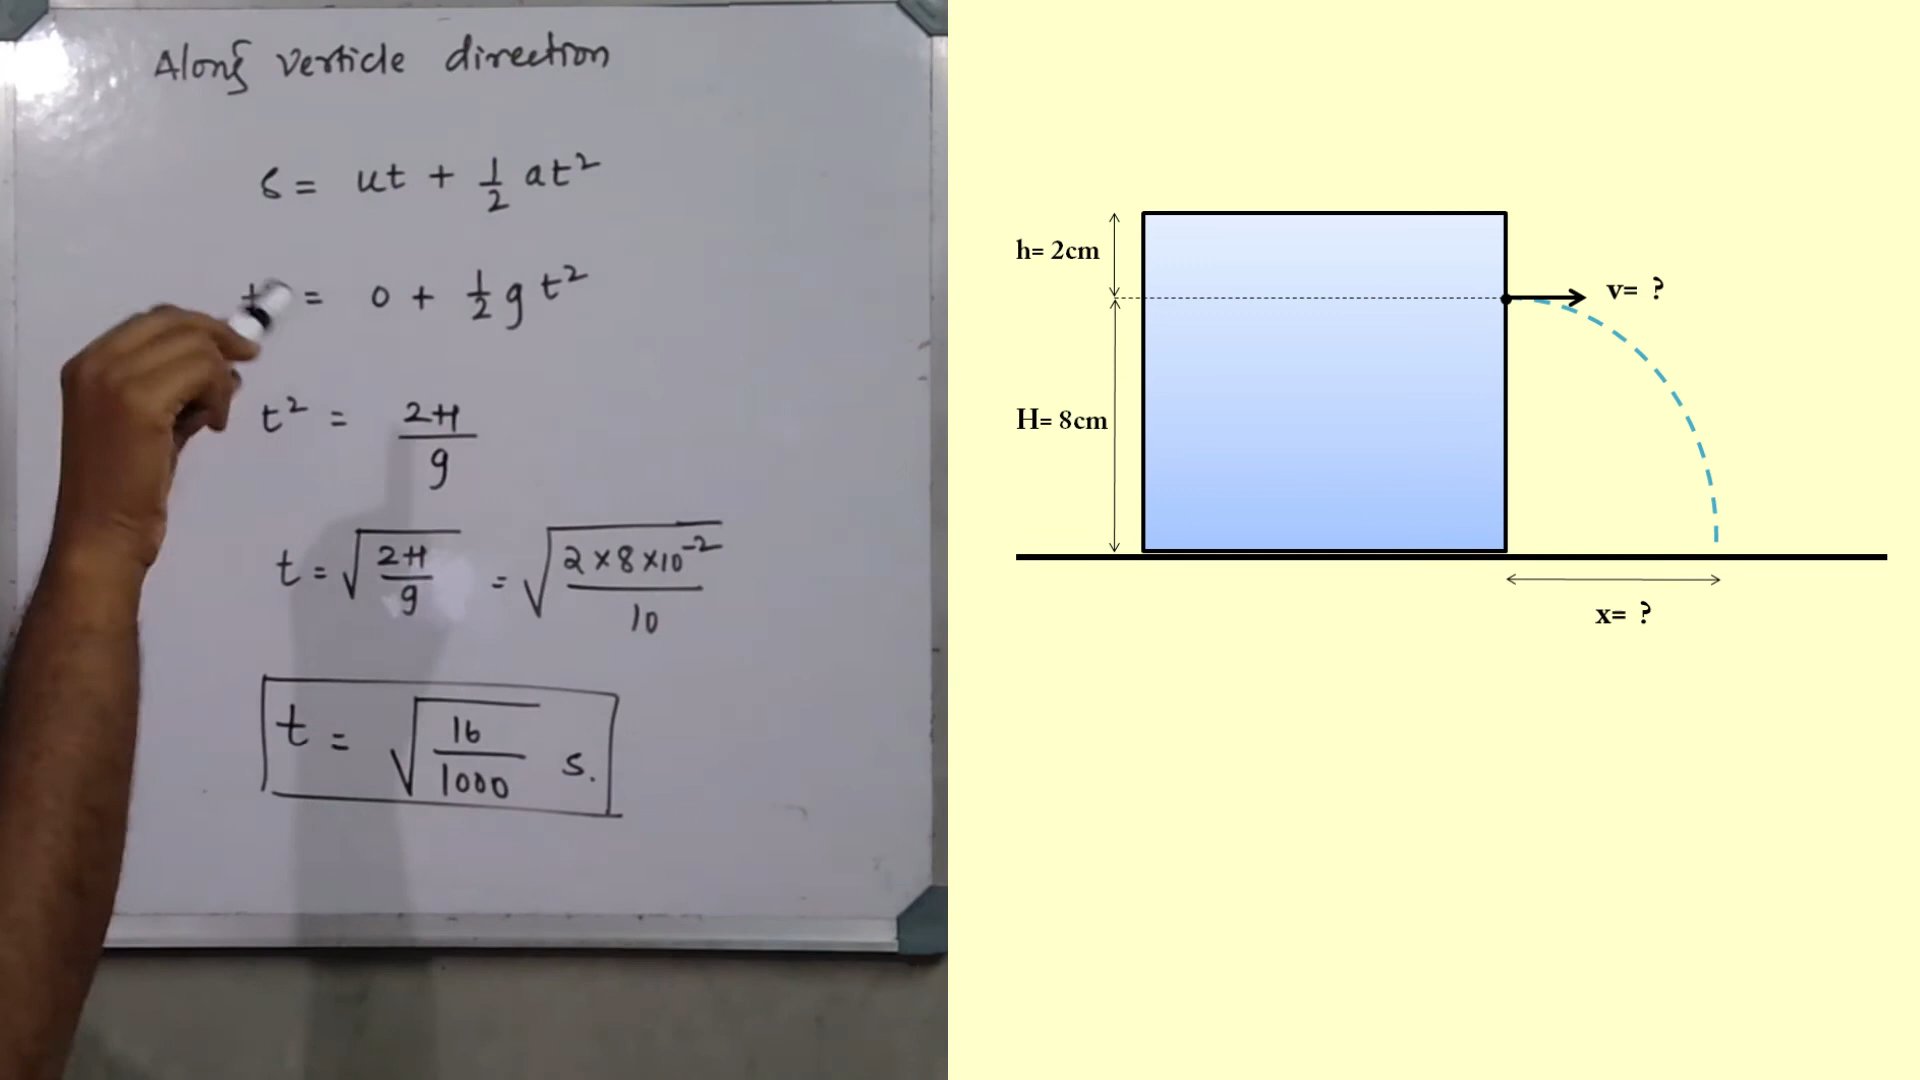 Along verticle direction
s = ut + 1/2 at²
= 0 + 1/2 g t²
t² = 2H/g
t = √(2H/g) = √(2×8×10⁻²/10)
t = √(16/1000) s.
h= 2cm
v= ?
H= 8cm
x= ?